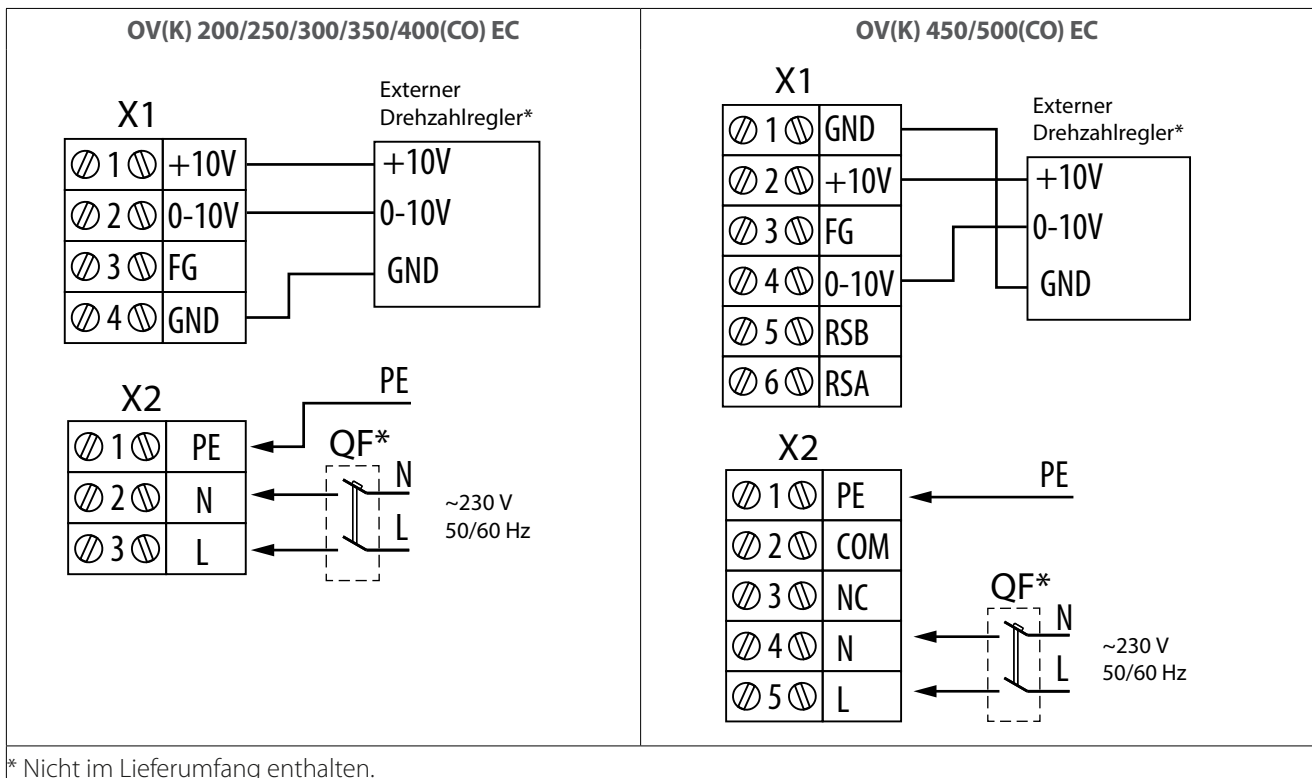 OV(K) 200/250/300/350/400(CO) EC
X1
Externer
Drehzahlregler*
1 +10V
2 0-10V
3 FG
4 GND
+10V
0-10V
GND
X2
1 PE
2 N
3 L
PE
QF*
N
L
~230 V
50/60 Hz
OV(K) 450/500(CO) EC
X1
Externer
Drehzahlregler*
1 GND
2 +10V
3 FG
4 0-10V
5 RSB
6 RSA
+10V
0-10V
GND
X2
1 PE
2 COM
3 NC
4 N
5 L
PE
QF*
N
L
~230 V
50/60 Hz
* Nicht im Lieferumfang enthalten.